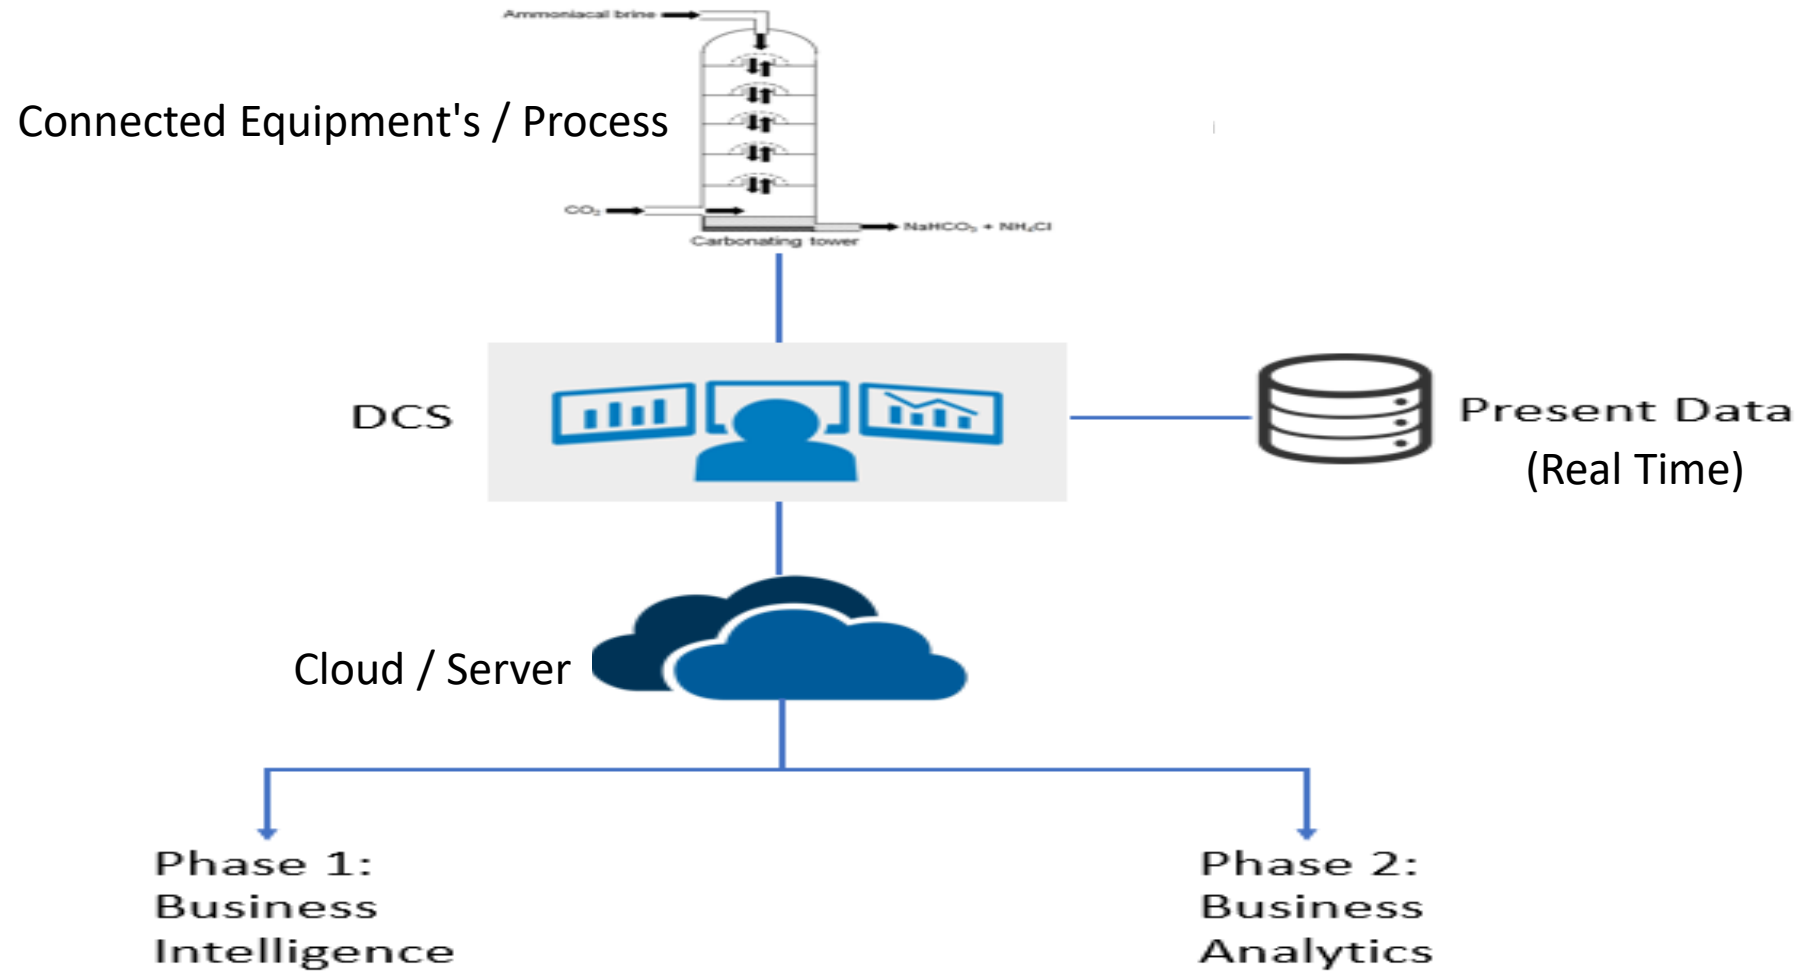 Ammoniacal brine
Connected Equipment's / Process
CO₂
NaHCO₃ + NH₄Cl
Carbonating tower
DCS
Present Data
(Real Time)
Cloud / Server
Phase 1:
Business
Intelligence
Phase 2:
Business
Analytics